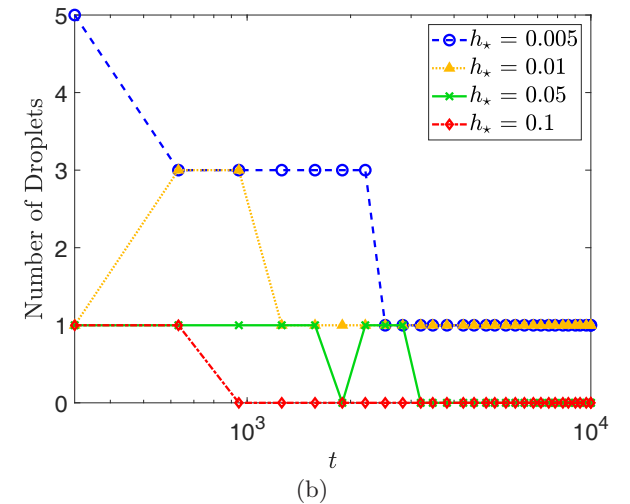 5
4
3
2
1
0
Number of Droplets
h⋆ = 0.005
h⋆ = 0.01
h⋆ = 0.05
h⋆ = 0.1
10³
10⁴
t
(b)